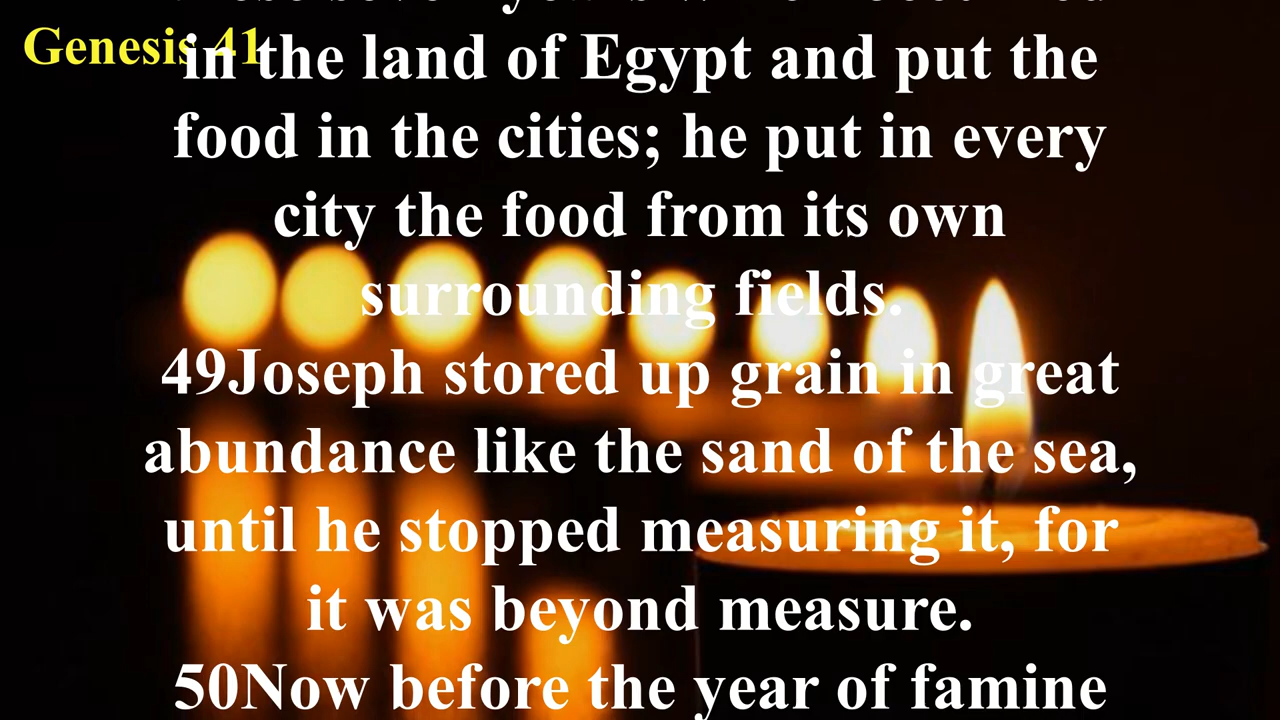 Genesis 41
in the land of Egypt and put the
food in the cities; he put in every
city the food from its own
surrounding fields.
49Joseph stored up grain in great
abundance like the sand of the sea,
until he stopped measuring it, for
it was beyond measure.
50Now before the year of famine